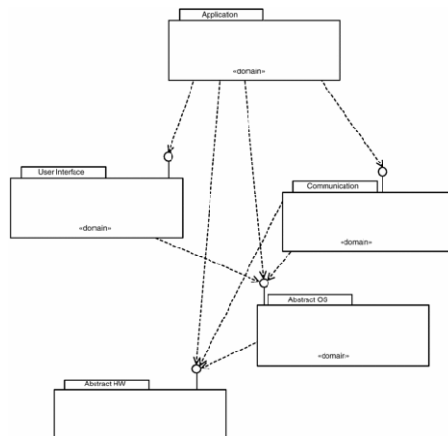 Application
«domain»
User Interface
«domain»
Communication
«domain»
Abstract OS
«domain»
Abstract HW